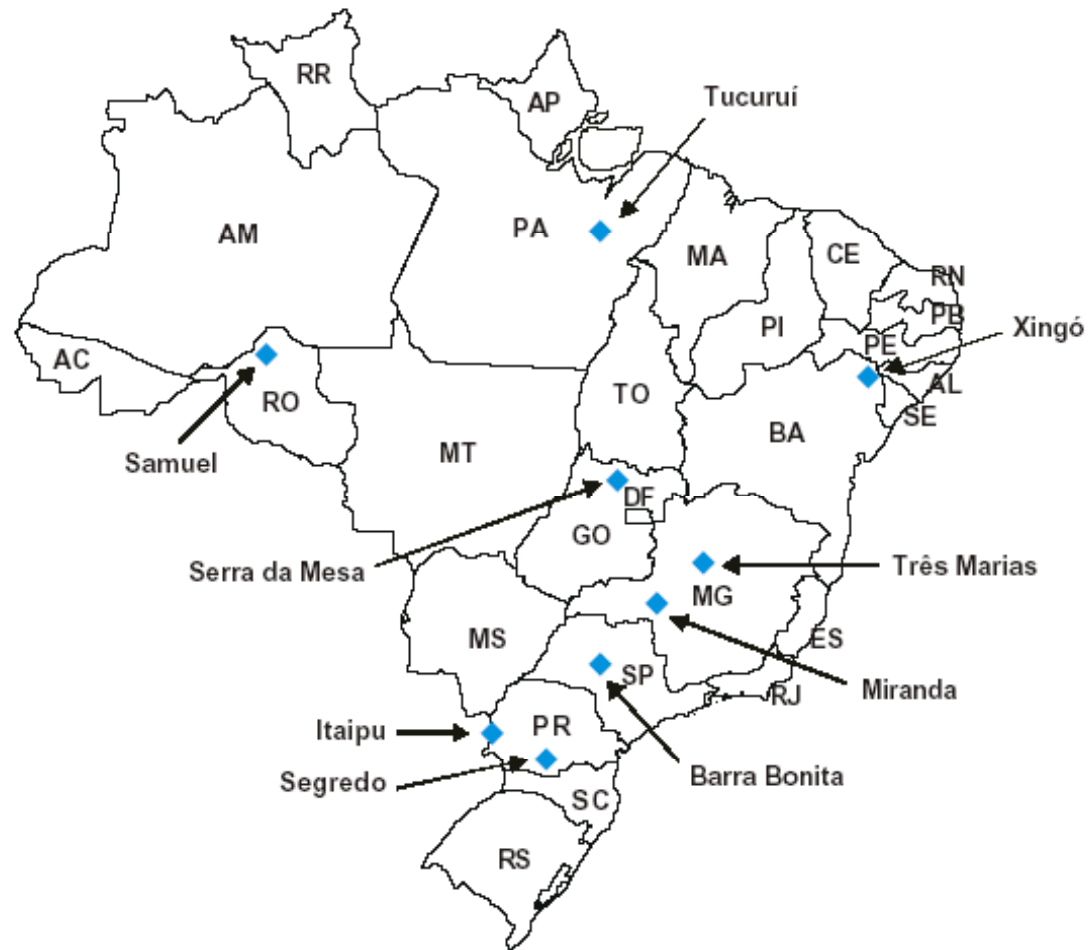 RR
AP
Tucuruí
AM
PA
MA
CE
RN
PB
Xingó
PI
PE
AC
AL
RO
TO
SE
BA
Samuel
MT
DF
GO
Serra da Mesa
Três Marias
MG
MS
ES
SP
Miranda
RJ
Itaipu
PR
Barra Bonita
Segredo
SC
RS